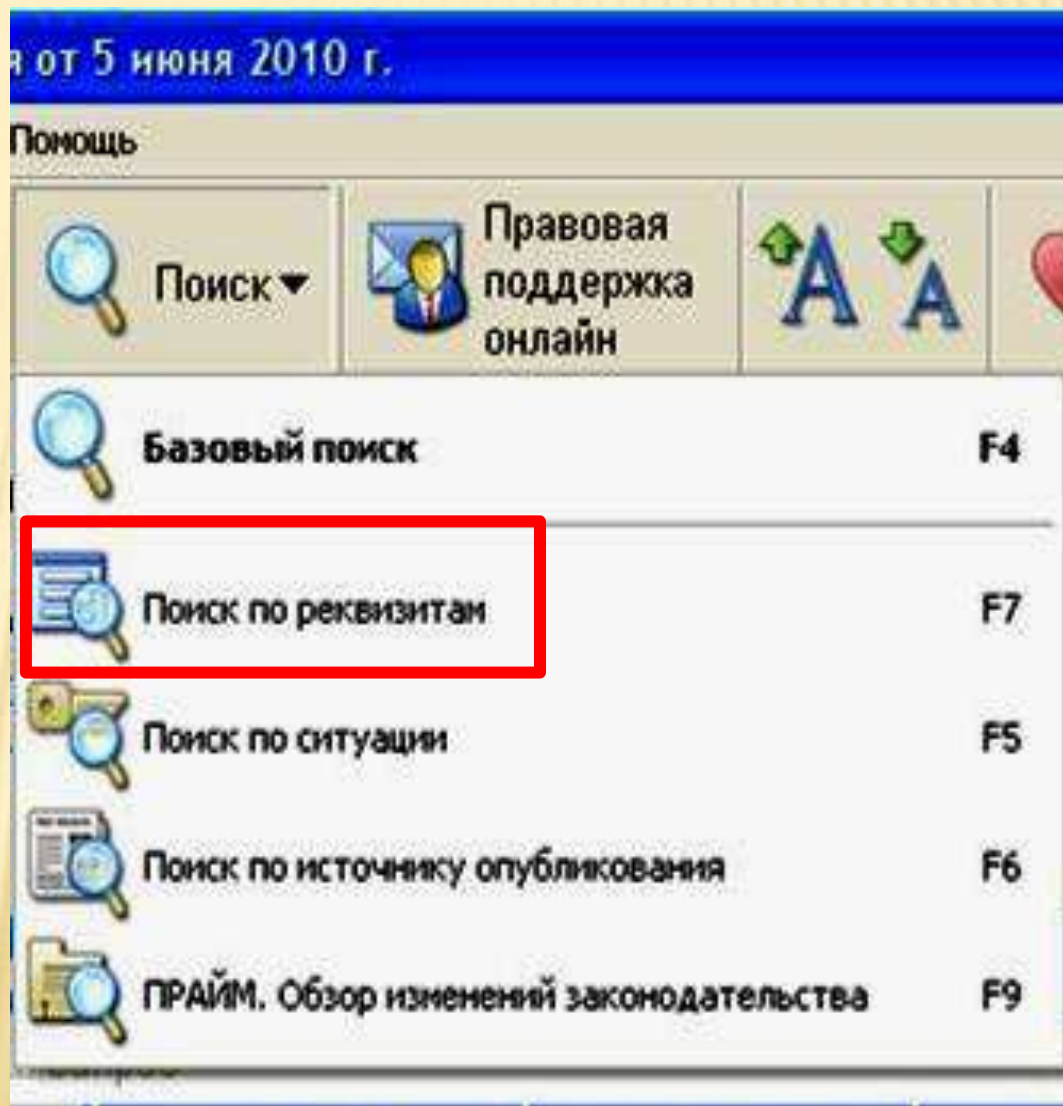 я от 5 июня 2010 г.
Помощь
Поиск
Правовая
поддержка
онлайн
A A
Базовый поиск F4
Поиск по реквизитам F7
Поиск по ситуации F5
Поиск по источнику опубликования F6
ПРАЙМ. Обзор изменений законодательства F9